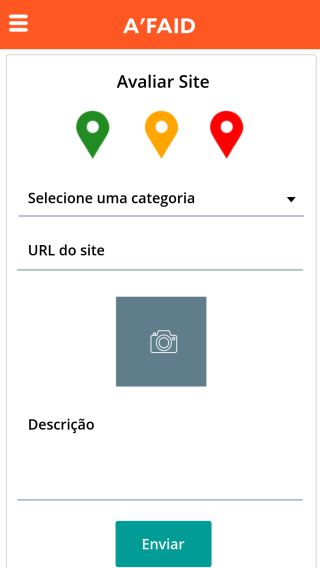 A'FAID
Avaliar Site
Selecione uma categoria
URL do site
Descrição
Enviar